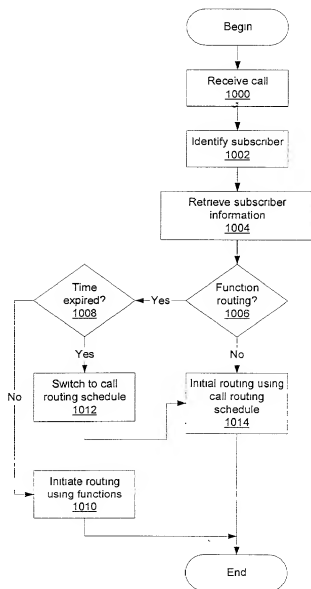 Begin
Receive call
1000
Identify subscriber
1002
Retrieve subscriber
information
1004
Time
expired?
1008
Yes
Function
routing?
1006
Yes
No
No
Switch to call
routing schedule
1012
Initial routing using
call routing
schedule
1014
Initiate routing
using functions
1010
End